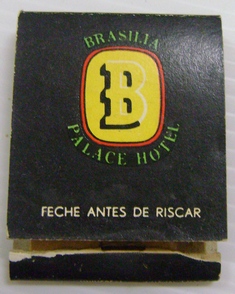 BRASILIA
B
PALACE HOTEL
FECHE ANTES DE RISCAR